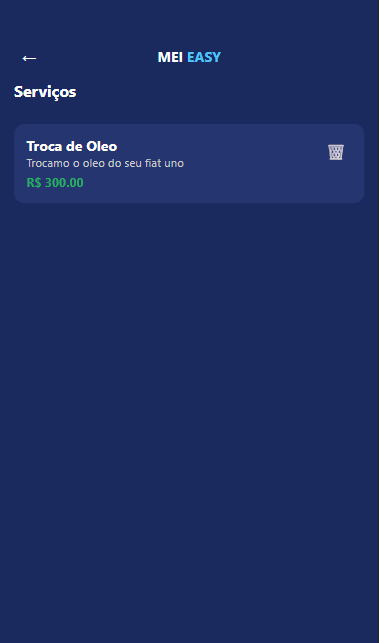 ←
MEI EASY
Serviços
Troca de Oleo
Trocamo o oleo do seu fiat uno
R$ 300.00